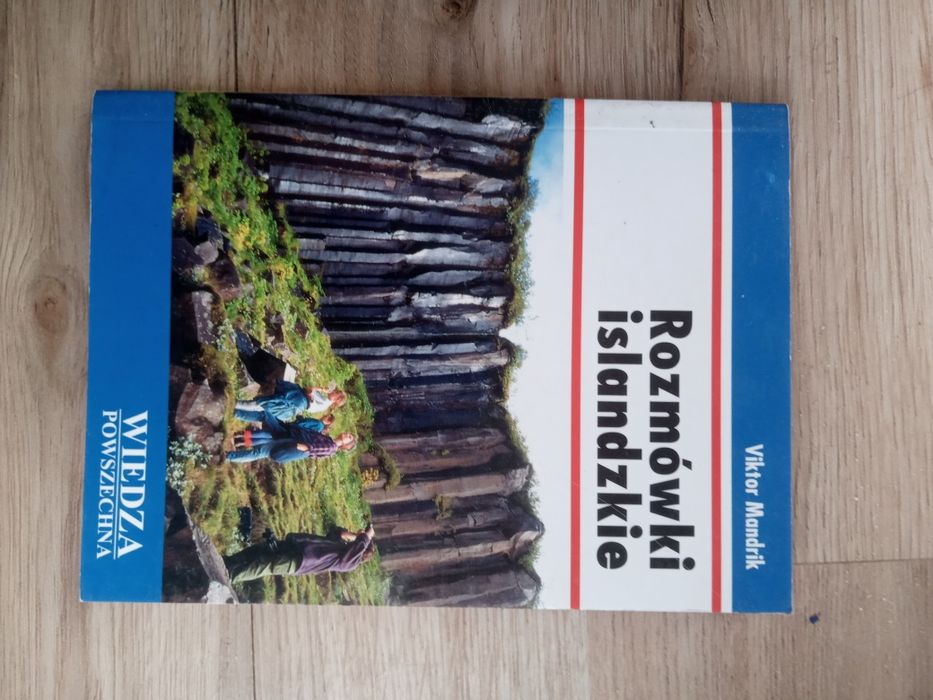 Viktor Mandrik
Rozmówki
islandzkie
WIEDZA
POWSZECHNA